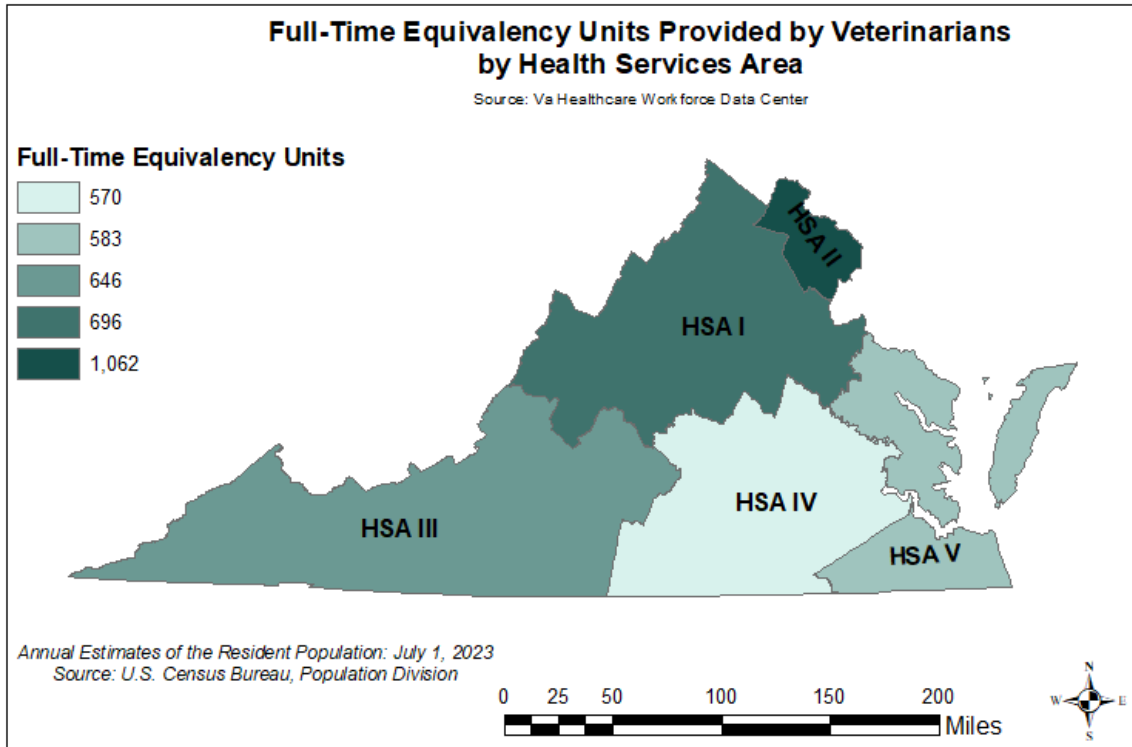 Full-Time Equivalency Units Provided by Veterinarians
by Health Services Area
Source: Va Healthcare Workforce Data Center
Full-Time Equivalency Units
570
583
646
696
1,062
HSA II
HSA I
HSA IV
HSA III
HSA V
Annual Estimates of the Resident Population: July 1, 2023
Source: U.S. Census Bureau, Population Division
0 25 50 100 150 200
Miles
N
W E
S